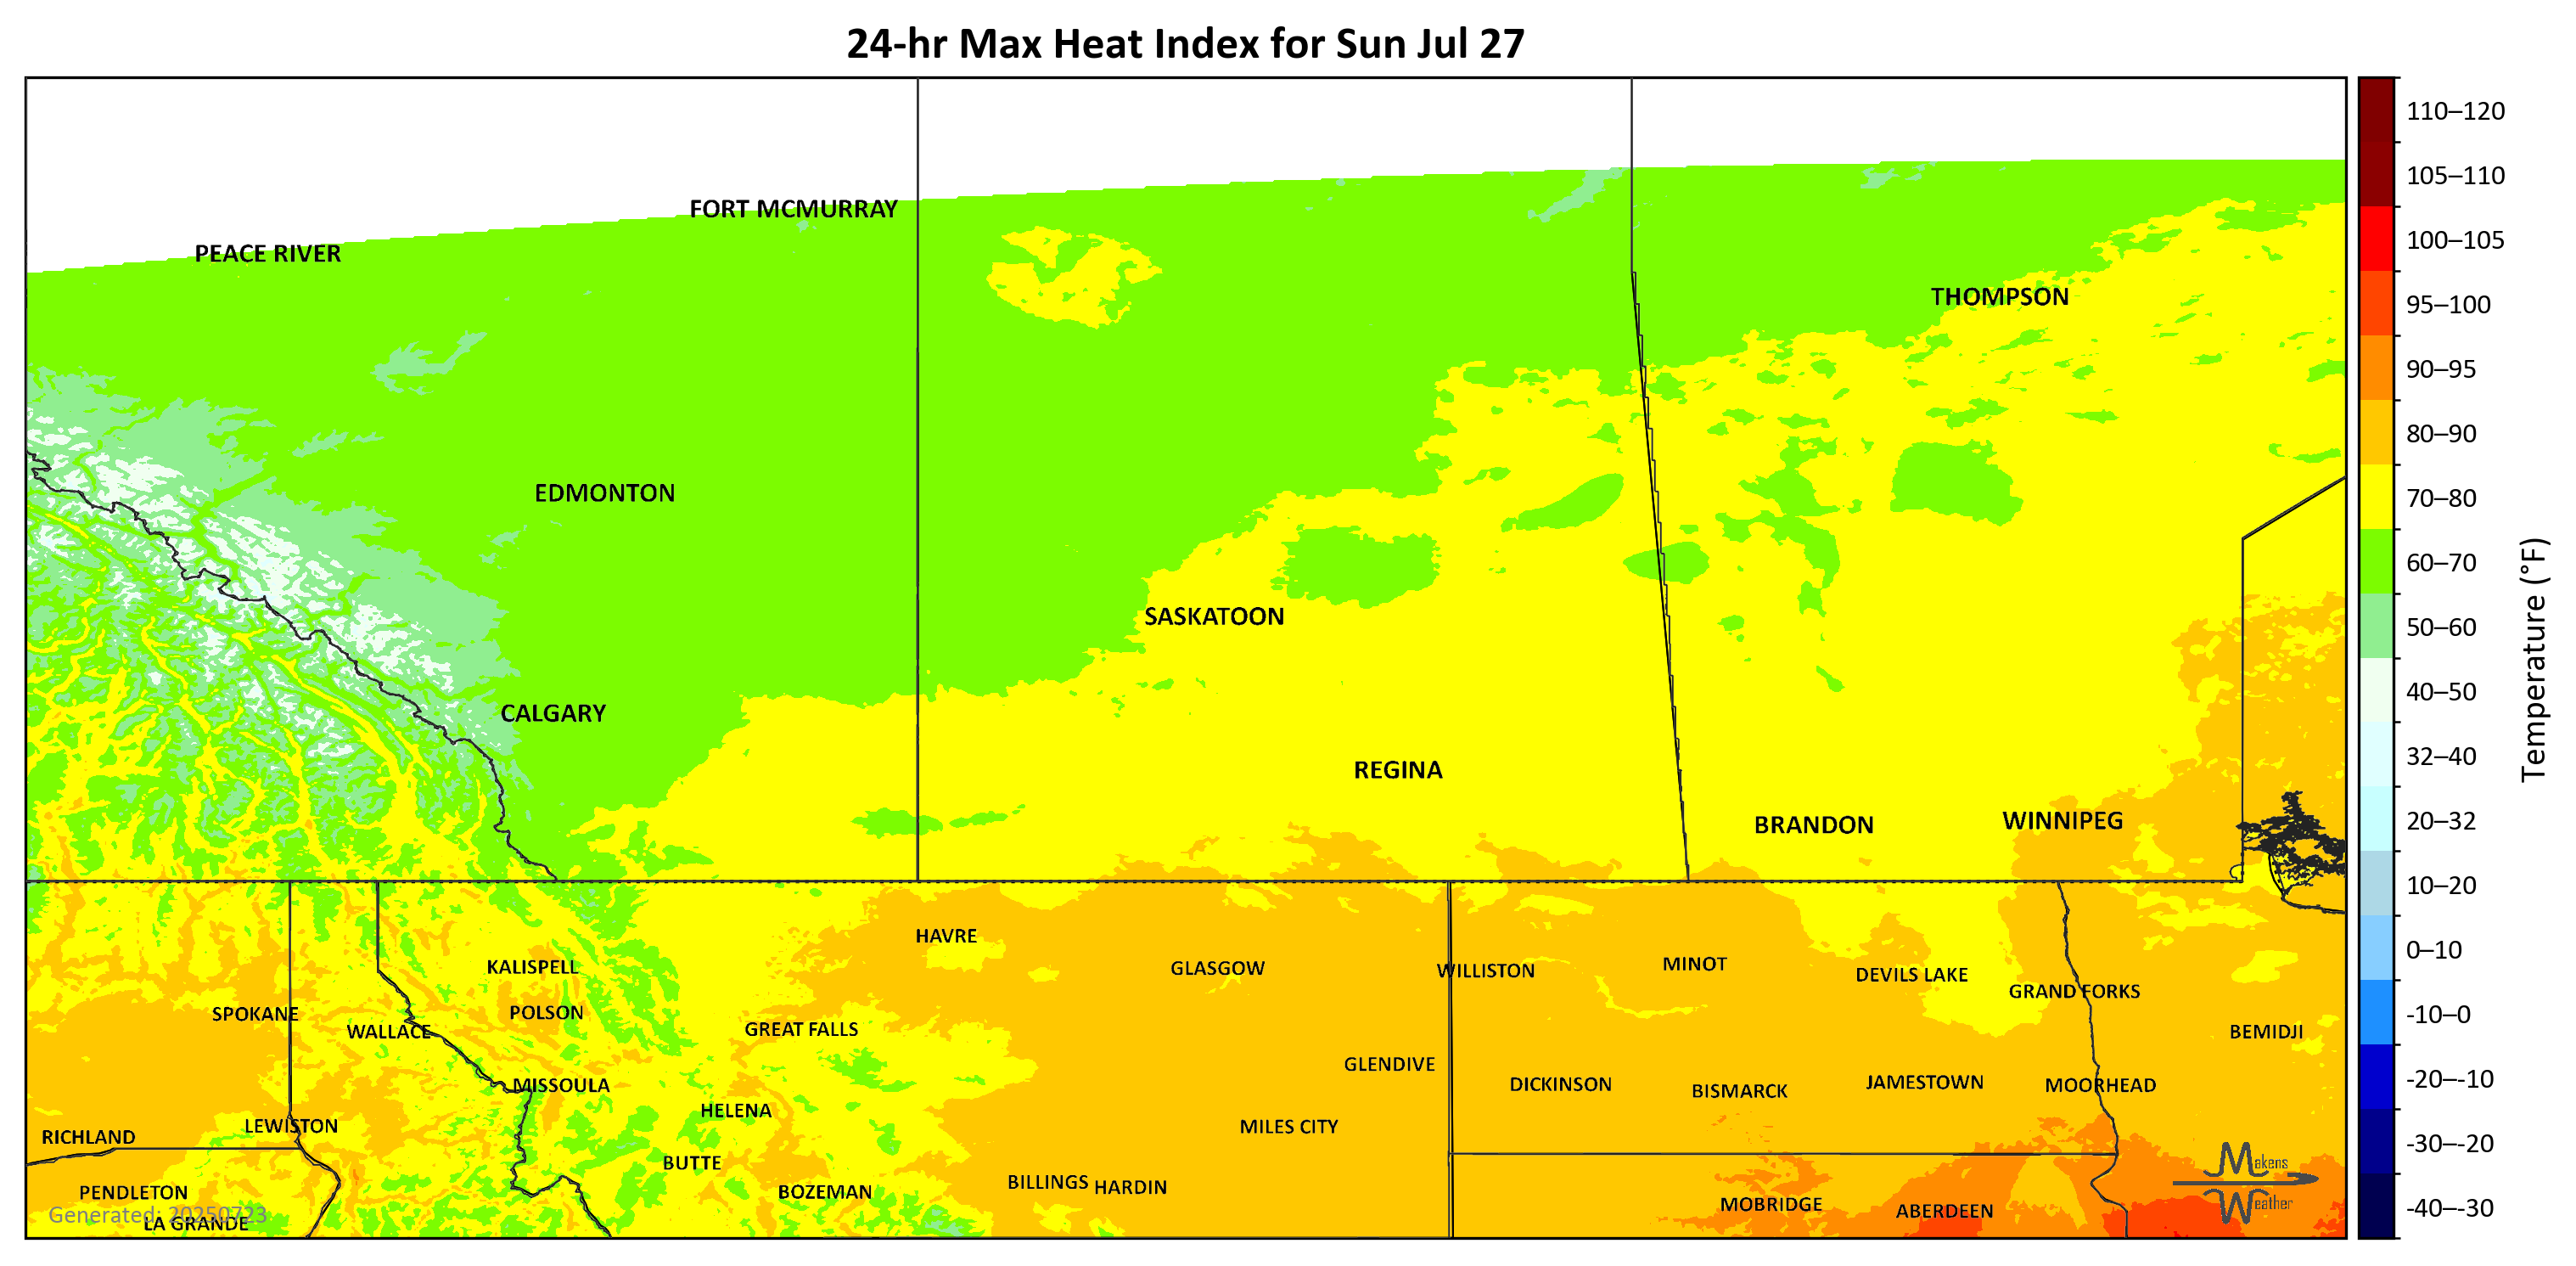 24-hr Max Heat Index for Sun Jul 27
FORT MCMURRAY
PEACE RIVER
THOMPSON
EDMONTON
SASKATOON
CALGARY
REGINA
BRANDON
WINNIPEG
HAVRE
KALISPELL
GLASGOW
WILLISTON
MINOT
DEVILS LAKE
GRAND FORKS
SPOKANE
POLSON
WALLACE
GREAT FALLS
BEMIDJI
GLENDIVE
DICKINSON
BISMARCK
JAMESTOWN
MOORHEAD
MISSOULA
HELENA
LEWISTON
MILES CITY
RICHLAND
BUTTE
BILLINGS
HARDIN
PENDLETON
BOZEMAN
MOBRIDGE
ABERDEEN
LA GRANDE
Generated: 20250723
Makens
Weather
110–120
105–110
100–105
95–100
90–95
80–90
70–80
60–70
50–60
40–50
32–40
20–32
10–20
0–10
-10–0
-20–-10
-30–-20
-40–-30
Temperature (°F)